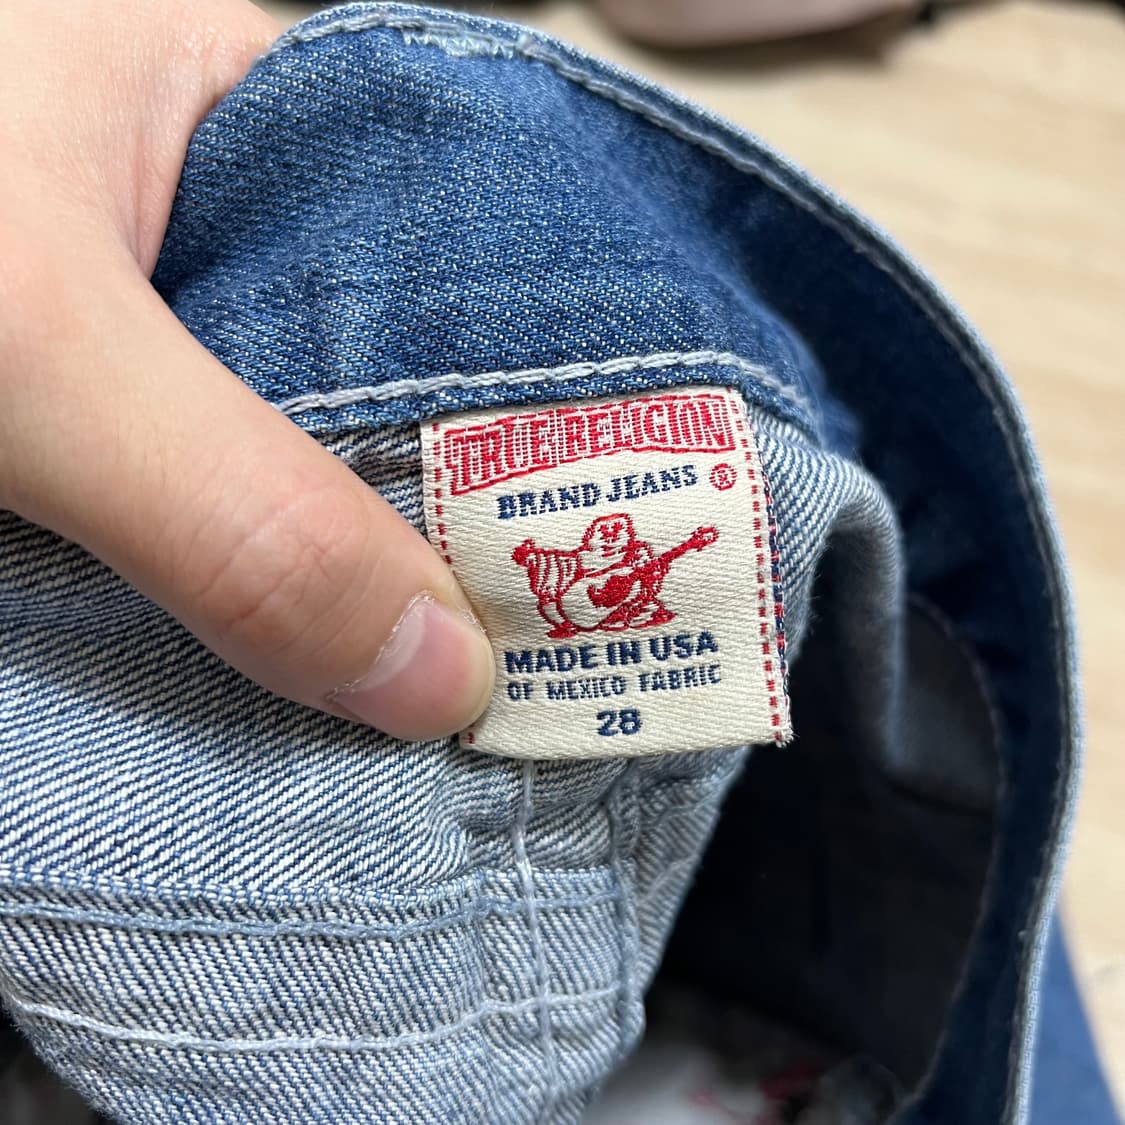 TRUE RELIGION
BRAND JEANS ®
MADE IN USA
OF MEXICO FABRIC
28